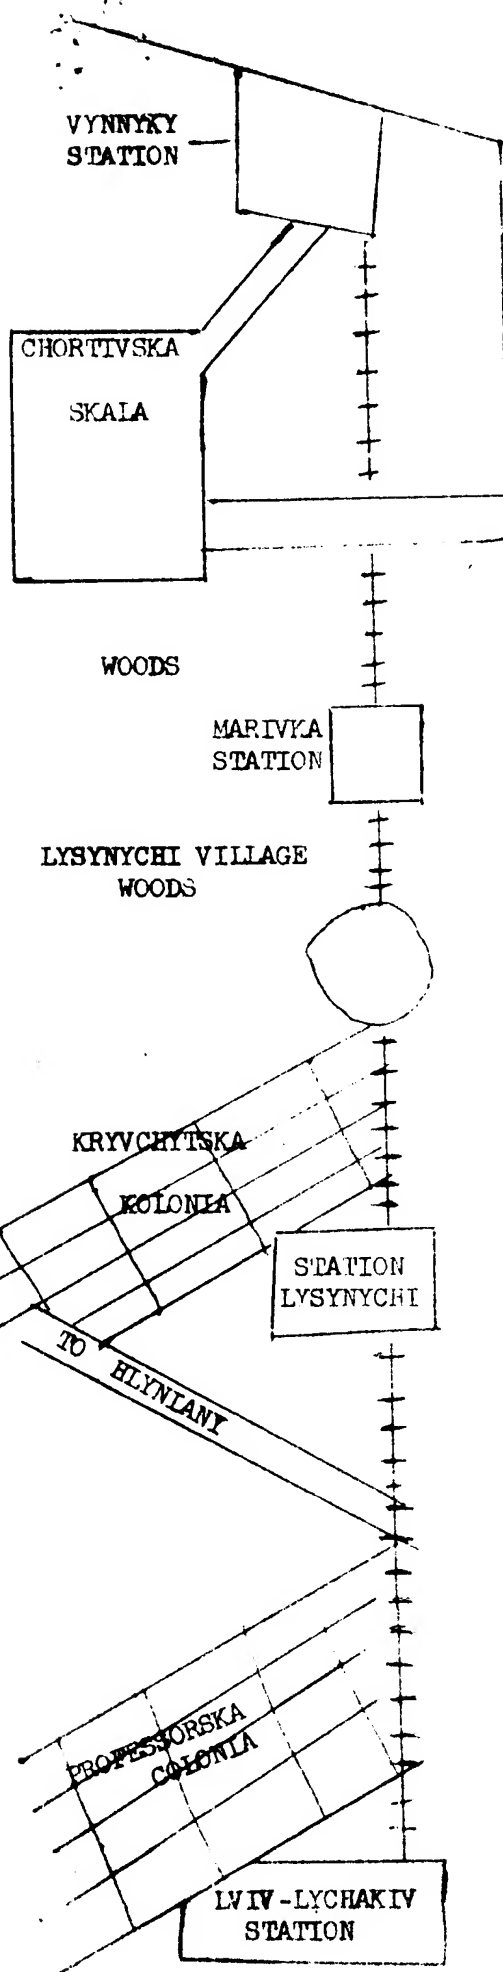 VYNNYKY
STATION
CHORTIVSKA
SKALA
WOODS
MARIVKA
STATION
LYSYNYCHI VILLAGE
WOODS
KRYVCHYTSKA
KOLONIA
STATION
LYSYNYCHI
TO HLYNIANY
PROFESSORSKA
COLONIA
LVIV-LYCHAKIV
STATION